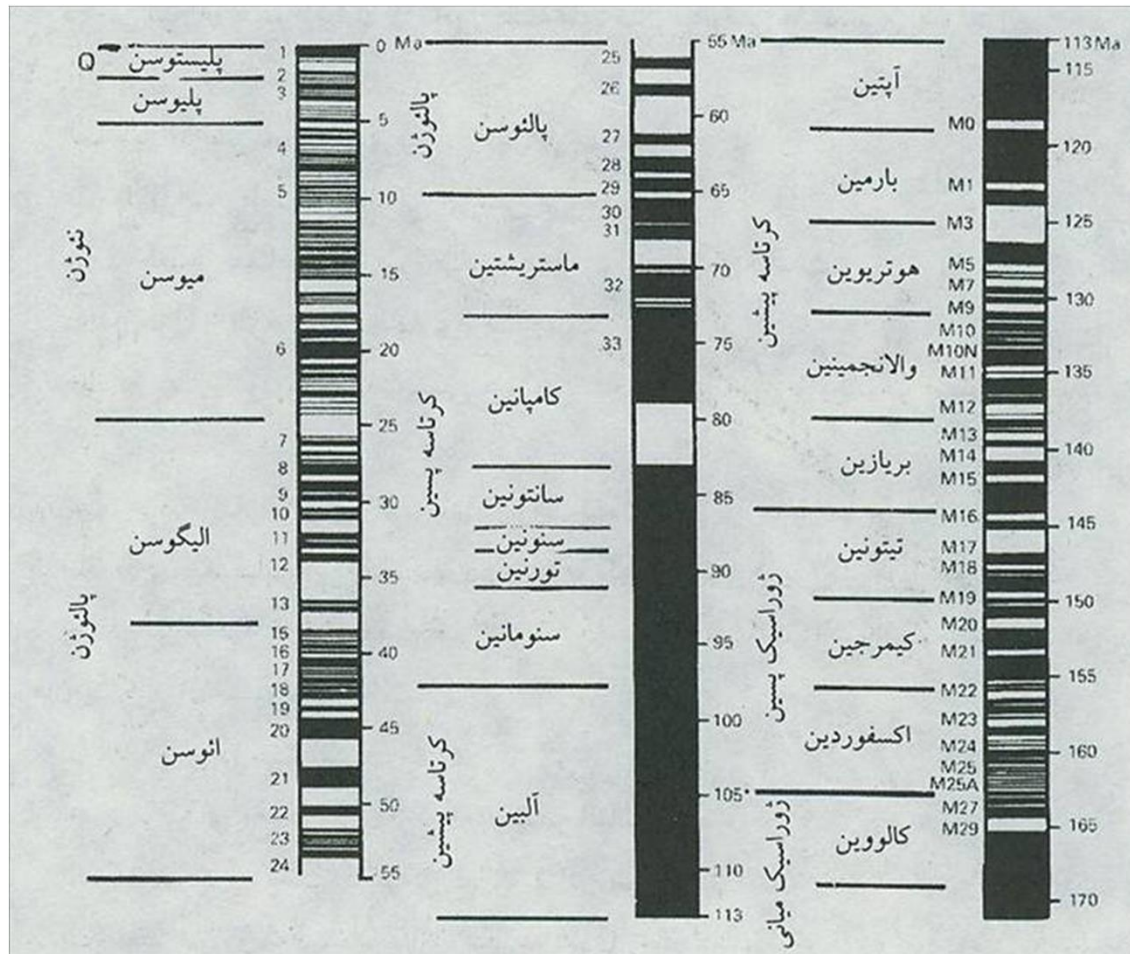 Q
پلیستوسن
پلیوسن
نئوژن
میوسن
پالئوژن
الیگوسن
ائوسن
1
2
3
4
5
6
7
8
9
10
11
12
13
15
16
17
18
19
20
21
22
23
24
0 Ma
5
10
15
20
25
30
35
40
45
50
55
پالئوژن
پالئوسن
کرتاسه پسین
ماستریشتین
کامپانین
سانتونین
سنونین
تورنین
سنومانین
کرتاسه پیشین
آلبین
25
26
27
28
29
30
31
32
33
55 Ma
60
65
70
75
80
85
90
95
100
105
110
113
کرتاسه پیشین
آپتین
بارمین
هوتریوین
والانجمینین
بریازین
ژوراسیک پسین
تیتونین
کیمرجین
اکسفوردین
ژوراسیک میانی
کالووین
M0
M1
M3
M5
M7
M9
M10
M10N
M11
M12
M13
M14
M15
M16
M17
M18
M19
M20
M21
M22
M23
M24
M25
M25A
M27
M29
113 Ma
115
120
125
130
135
140
145
150
155
160
165
170